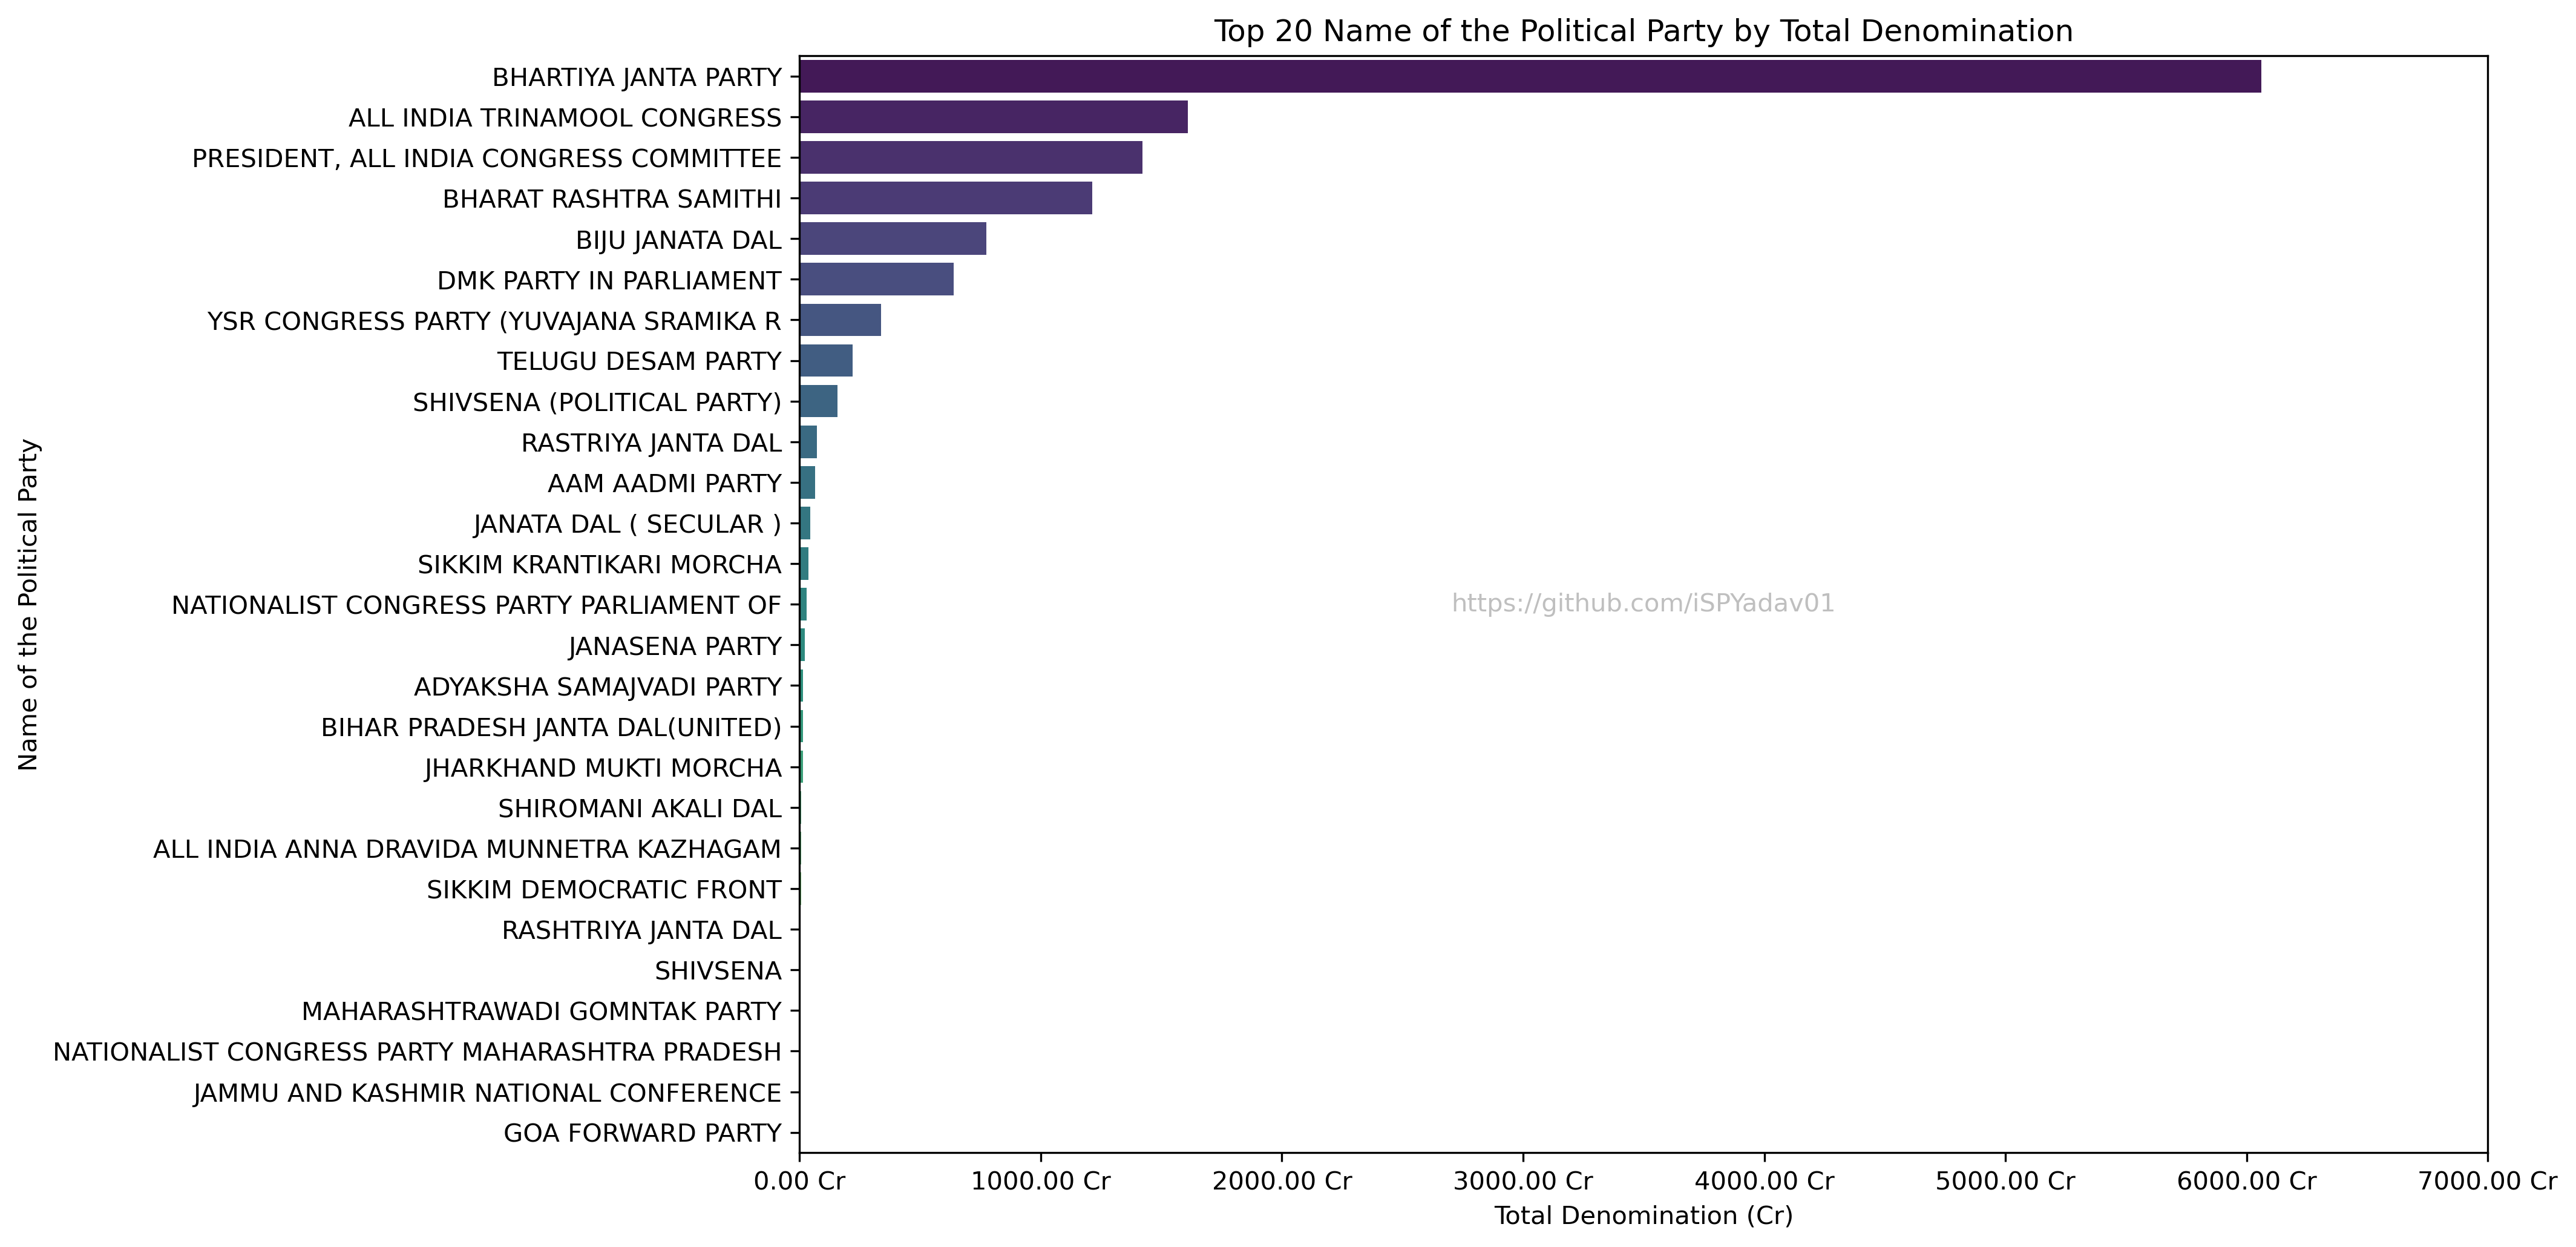 Top 20 Name of the Political Party by Total Denomination
Name of the Political Party
BHARTIYA JANTA PARTY
ALL INDIA TRINAMOOL CONGRESS
PRESIDENT, ALL INDIA CONGRESS COMMITTEE
BHARAT RASHTRA SAMITHI
BIJU JANATA DAL
DMK PARTY IN PARLIAMENT
YSR CONGRESS PARTY (YUVAJANA SRAMIKA R
TELUGU DESAM PARTY
SHIVSENA (POLITICAL PARTY)
RASTRIYA JANTA DAL
AAM AADMI PARTY
JANATA DAL ( SECULAR )
SIKKIM KRANTIKARI MORCHA
NATIONALIST CONGRESS PARTY PARLIAMENT OF
JANASENA PARTY
ADYAKSHA SAMAJVADI PARTY
BIHAR PRADESH JANTA DAL(UNITED)
JHARKHAND MUKTI MORCHA
SHIROMANI AKALI DAL
ALL INDIA ANNA DRAVIDA MUNNETRA KAZHAGAM
SIKKIM DEMOCRATIC FRONT
RASHTRIYA JANTA DAL
SHIVSENA
MAHARASHTRAWADI GOMNTAK PARTY
NATIONALIST CONGRESS PARTY MAHARASHTRA PRADESH
JAMMU AND KASHMIR NATIONAL CONFERENCE
GOA FORWARD PARTY
https://github.com/iSPYadav01
0.00 Cr 1000.00 Cr 2000.00 Cr 3000.00 Cr 4000.00 Cr 5000.00 Cr 6000.00 Cr 7000.00 Cr
Total Denomination (Cr)